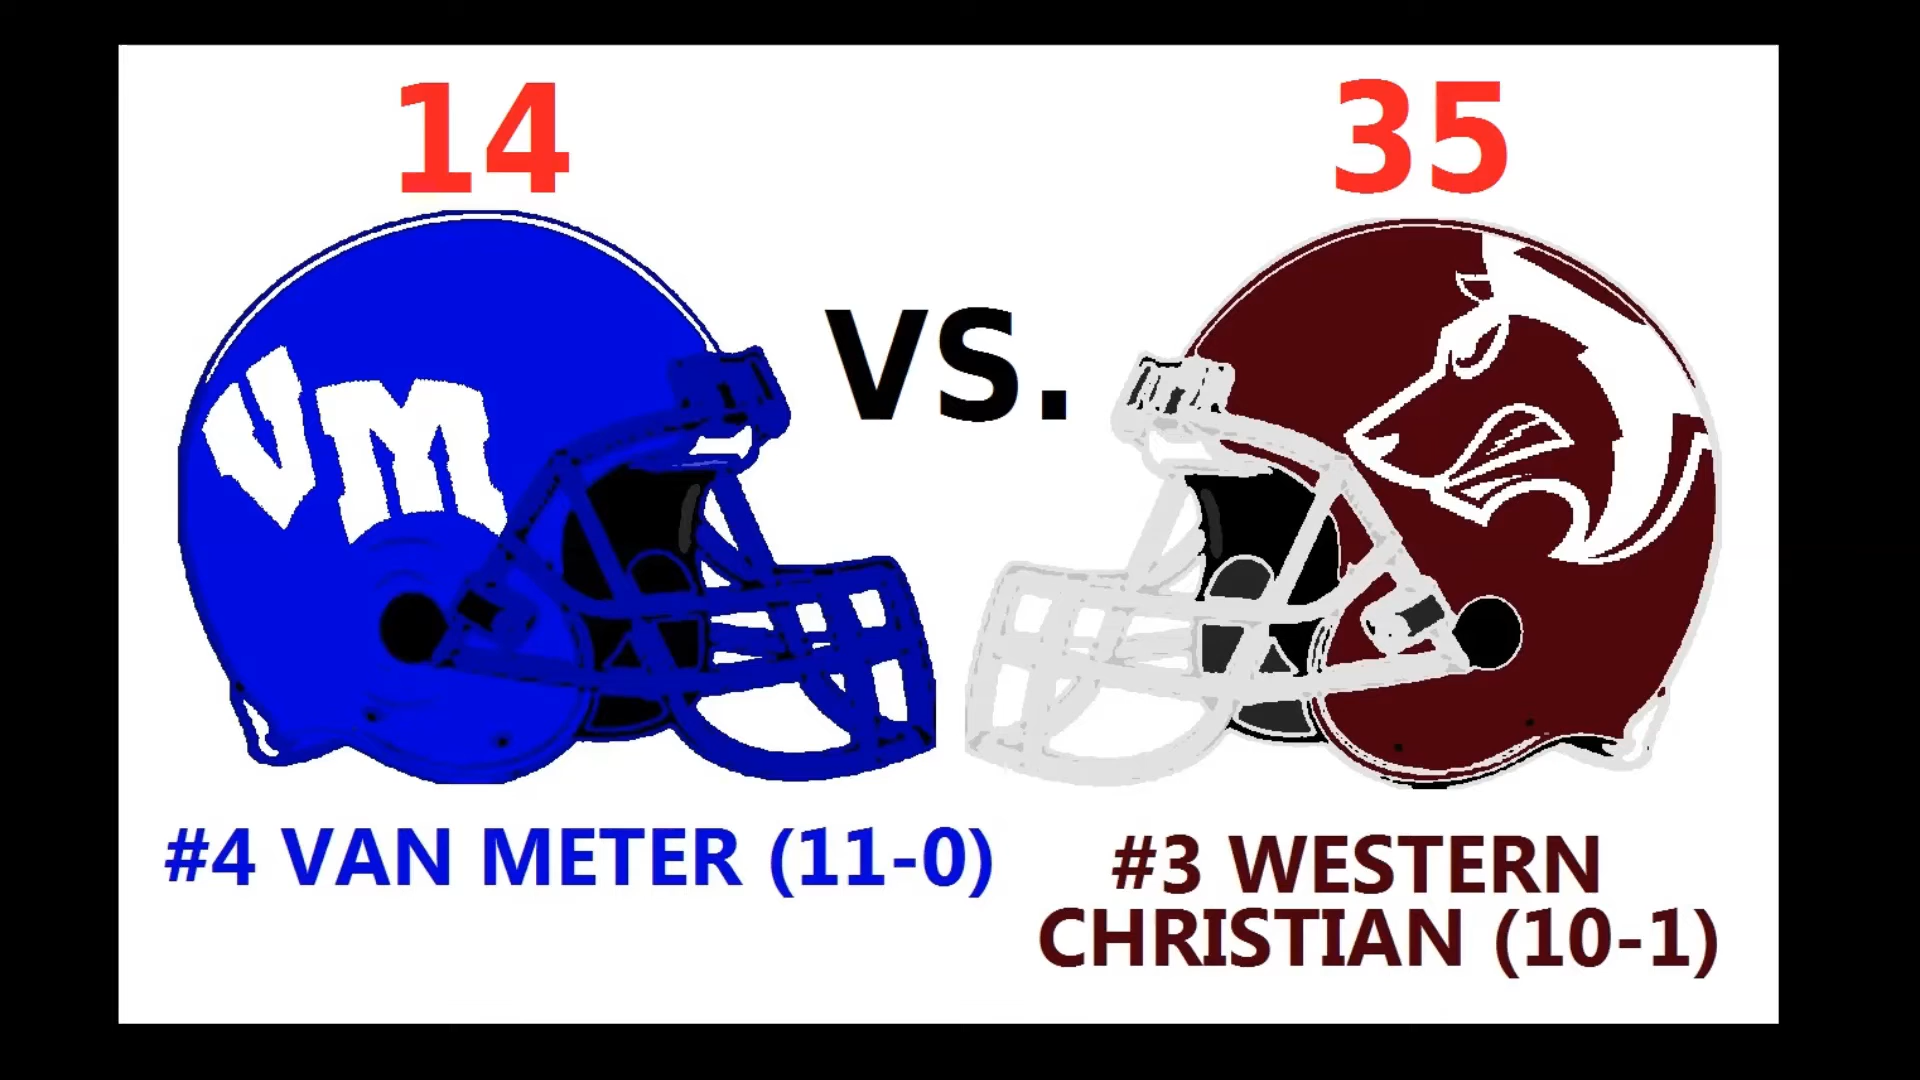 14
35
VM
VS.
#4 VAN METER (11-0)
#3 WESTERN
CHRISTIAN (10-1)